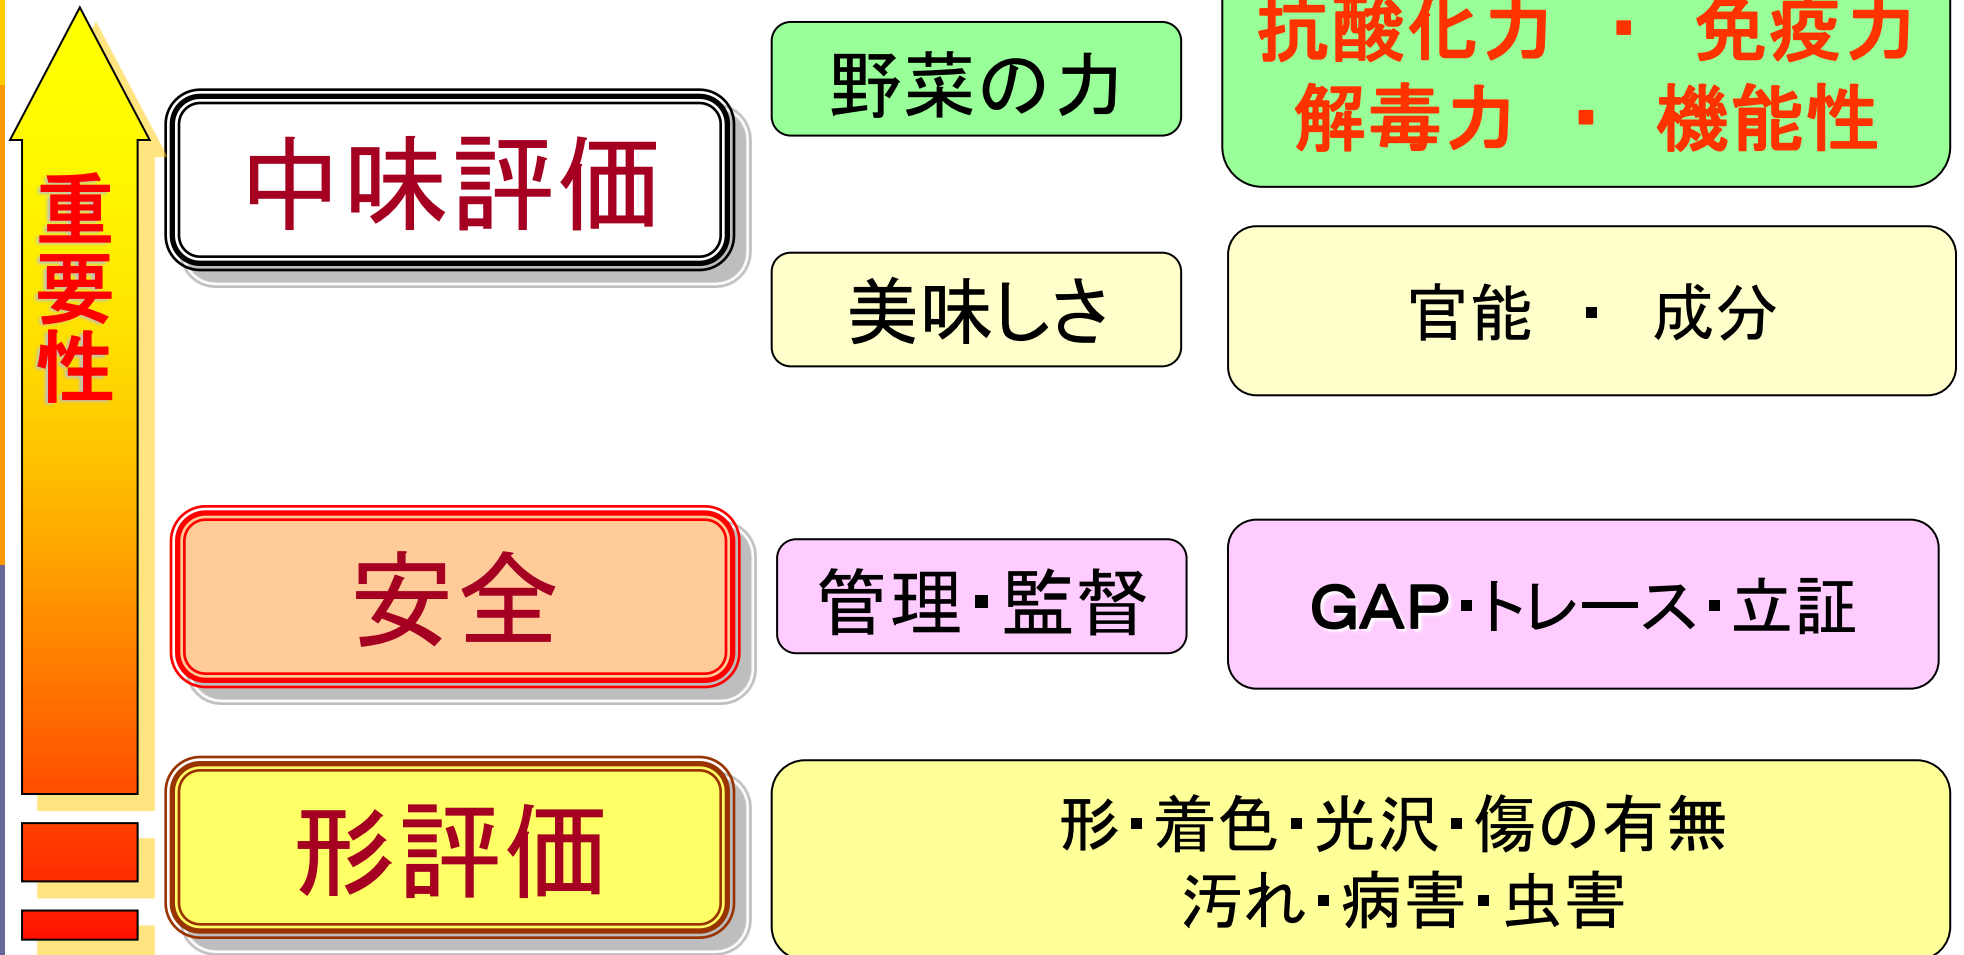 重要性
中味評価
野菜の力
抗酸化力 ・ 免疫力
解毒力 ・ 機能性
美味しさ
官能 ・ 成分
安全
管理・監督
GAP・トレース・立証
形評価
形・着色・光沢・傷の有無
汚れ・病害・虫害